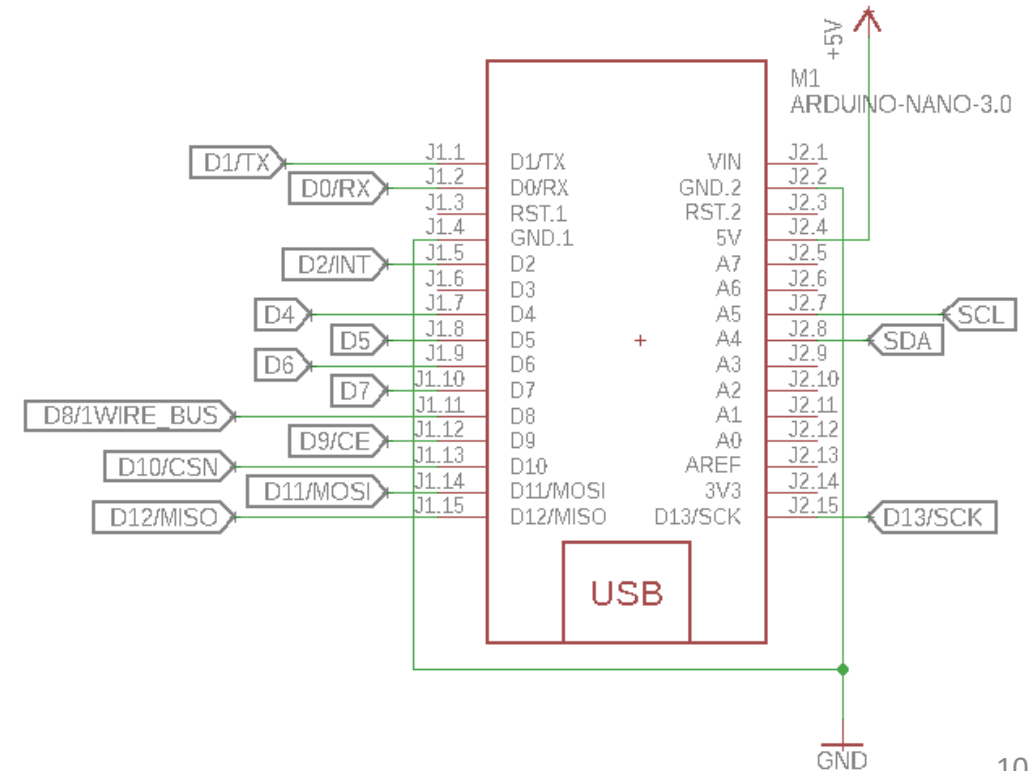 +5V
M1
ARDUINO-NANO-3.0
D1/TX J1.1 D1/TX VIN J2.1
D0/RX J1.2 D0/RX GND.2 J2.2
J1.3 RST.1 RST.2 J2.3
J1.4 GND.1 5V J2.4
D2/INT J1.5 D2 A7 J2.5
J1.6 D3 A6 J2.6
D4 J1.7 D4 A5 J2.7 SCL
D5 J1.8 D5 A4 J2.8 SDA
D6 J1.9 D6 A3 J2.9
D7 J1.10 D7 A2 J2.10
D8/1WIRE_BUS J1.11 D8 A1 J2.11
D9/CE J1.12 D9 A0 J2.12
D10/CSN J1.13 D10 AREF J2.13
D11/MOSI J1.14 D11/MOSI 3V3 J2.14
D12/MISO J1.15 D12/MISO D13/SCK J2.15 D13/SCK
USB
GND
10